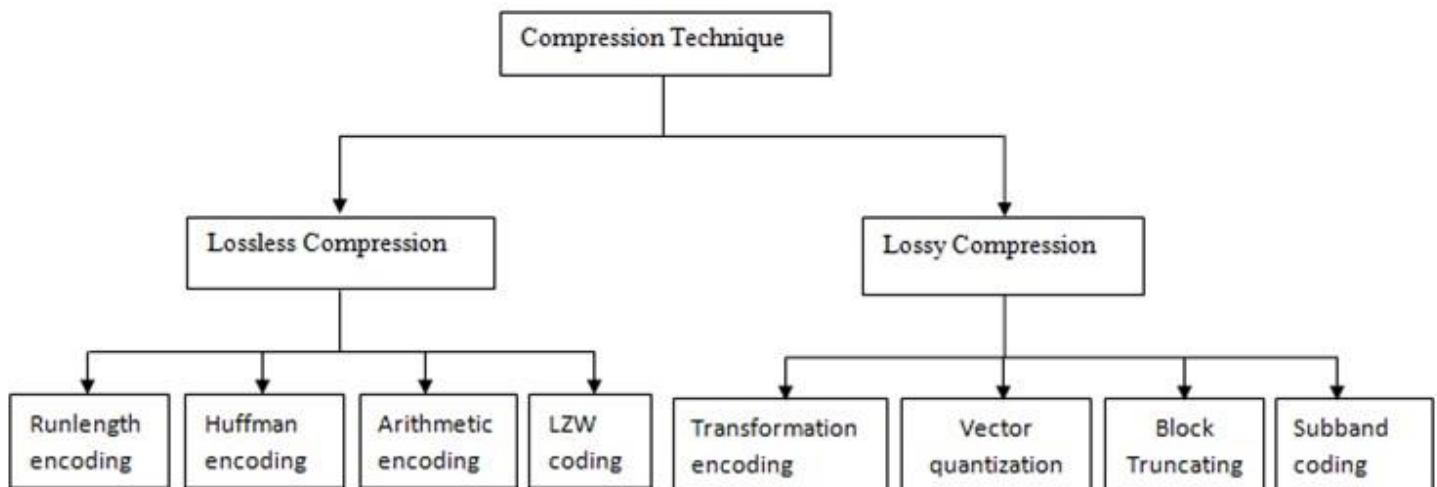 Compression Technique
Lossless Compression
Lossy Compression
Runlength
encoding
Huffman
encoding
Arithmetic
encoding
LZW
coding
Transformation
encoding
Vector
quantization
Block
Truncating
Subband
coding